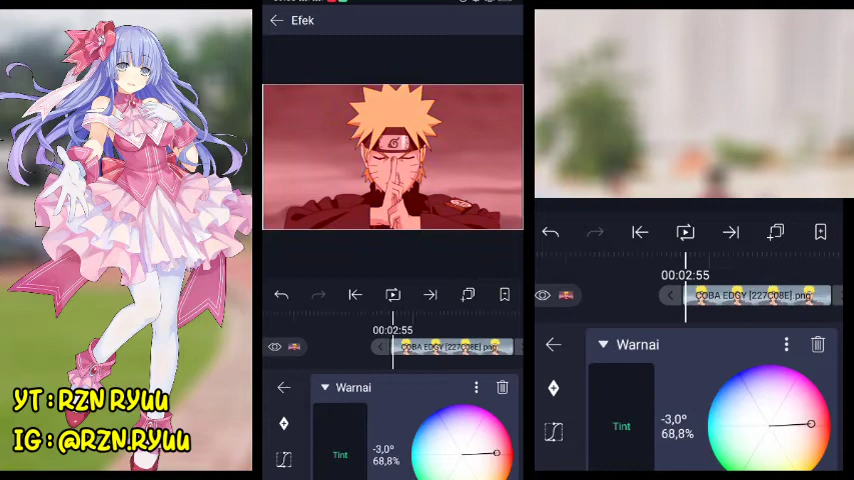 Efek
00:02:55
COBA EDGY [227C08E].png
Warnai
Tint
-3,0°
68,8%
00:02:55
COBA EDGY [227C08E].png
Warnai
Tint
-3,0°
68,8%
YT : RZN RYUU
IG : @RZN.RYUU